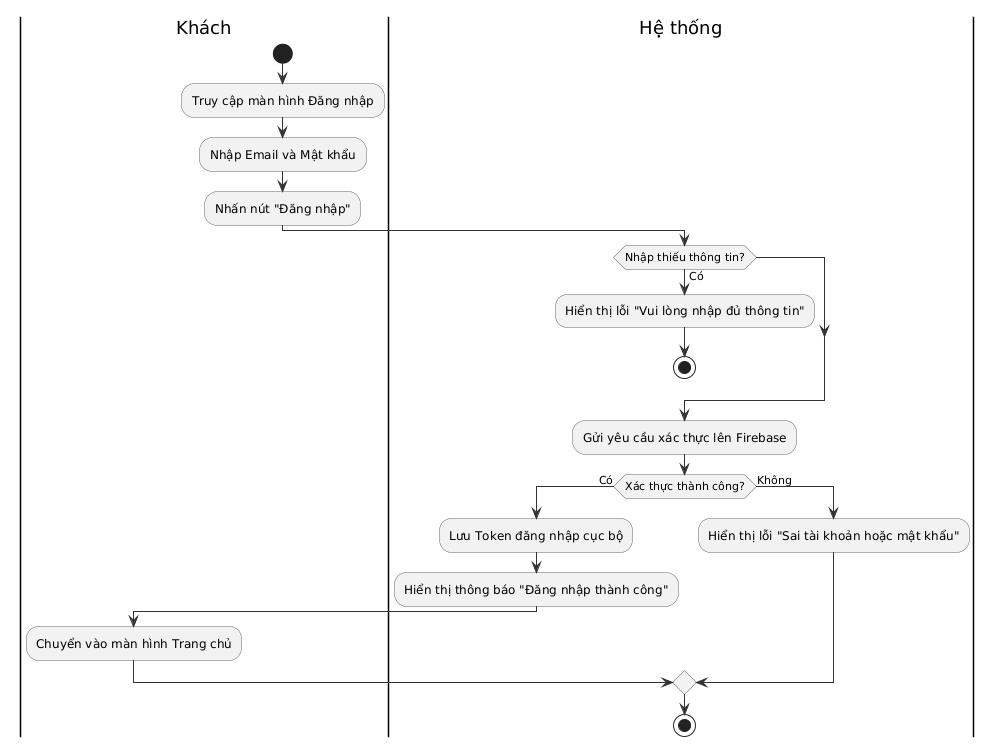 Khách
Hệ thống
Truy cập màn hình Đăng nhập
Nhập Email và Mật khẩu
Nhấn nút "Đăng nhập"
Nhập thiếu thông tin?
Có
Hiển thị lỗi "Vui lòng nhập đủ thông tin"
Gửi yêu cầu xác thực lên Firebase
Có
Xác thực thành công?
Không
Lưu Token đăng nhập cục bộ
Hiển thị lỗi "Sai tài khoản hoặc mật khẩu"
Hiển thị thông báo "Đăng nhập thành công"
Chuyển vào màn hình Trang chủ